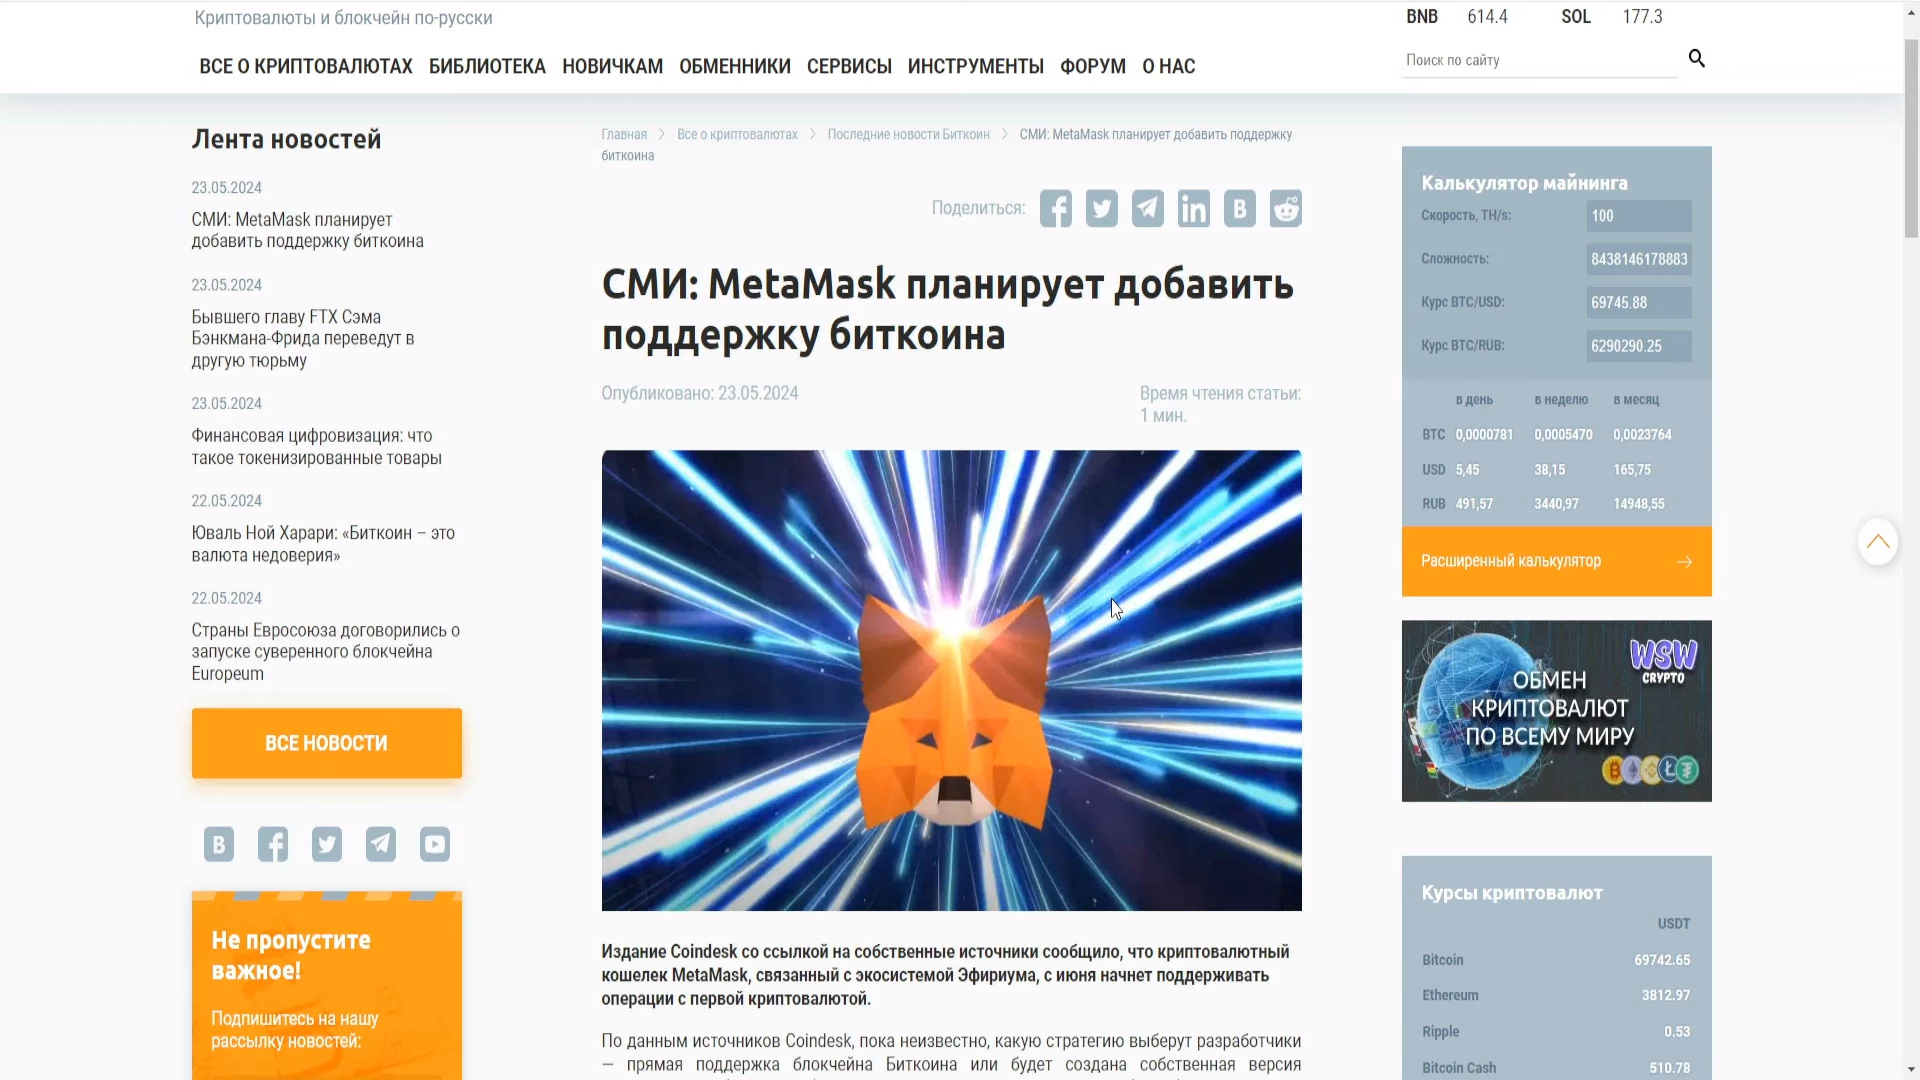 Криптовалюты и блокчейн по-русски
BNB 614.4 SOL 177.3
ВСЕ О КРИПТОВАЛЮТАХ БИБЛИОТЕКА НОВИЧКАМ ОБМЕННИКИ СЕРВИСЫ ИНСТРУМЕНТЫ ФОРУМ О НАС
Поиск по сайту
Лента новостей
23.05.2024
СМИ: MetaMask планирует
добавить поддержку биткоина
23.05.2024
Бывшего главу FTX Сэма
Бэнкмана-Фрида переведут в
другую тюрьму
23.05.2024
Финансовая цифровизация: что
такое токенизированные товары
22.05.2024
Юваль Ной Харари: «Биткоин – это
валюта недоверия»
22.05.2024
Страны Евросоюза договорились о
запуске суверенного блокчейна
Europeum
ВСЕ НОВОСТИ
Не пропустите
важное!
Подпишитесь на нашу
рассылку новостей:
Главная > Все о криптовалютах > Последние новости Биткоин > СМИ: MetaMask планирует добавить поддержку
биткоина
Поделиться:
СМИ: MetaMask планирует добавить
поддержку биткоина
Опубликовано: 23.05.2024
Время чтения статьи:
1 мин.
Издание Coindesk со ссылкой на собственные источники сообщило, что криптовалютный
кошелек MetaMask, связанный с экосистемой Эфириума, с июня начнет поддерживать
операции с первой криптовалютой.
По данным источников Coindesk, пока неизвестно, какую стратегию выберут разработчики
— прямая поддержка блокчейна Биткоина или будет создана собственная версия
Калькулятор майнинга
Скорость, TH/s: 100
Сложность: 8438146178883
Курс BTC/USD: 69745.88
Курс BTC/RUB: 6290290.25
в день в неделю в месяц
BTC 0,0000781 0,0005470 0,0023764
USD 5,45 38,15 165,75
RUB 491,57 3440,97 14948,55
Расширенный калькулятор →
WSW
CRYPTO
ОБМЕН
КРИПТОВАЛЮТ
ПО ВСЕМУ МИРУ
Курсы криптовалют
USDT
Bitcoin 69742.65
Ethereum 3812.97
Ripple 0.53
Bitcoin Cash 510.78